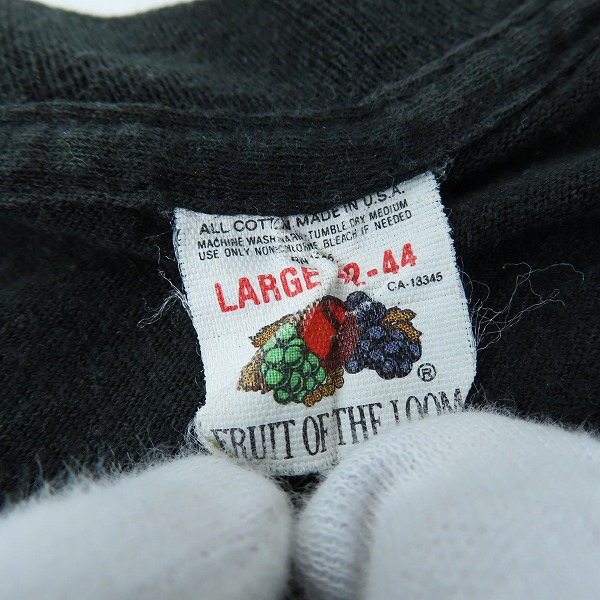 ALL COTTON MADE IN U.S.A.
MACHINE WASH WARM TUMBLE DRY MEDIUM
USE ONLY NON-CHLORINE BLEACH IF NEEDED
LARGE 42-44
CA-13345
®
FRUIT OF THE LOOM